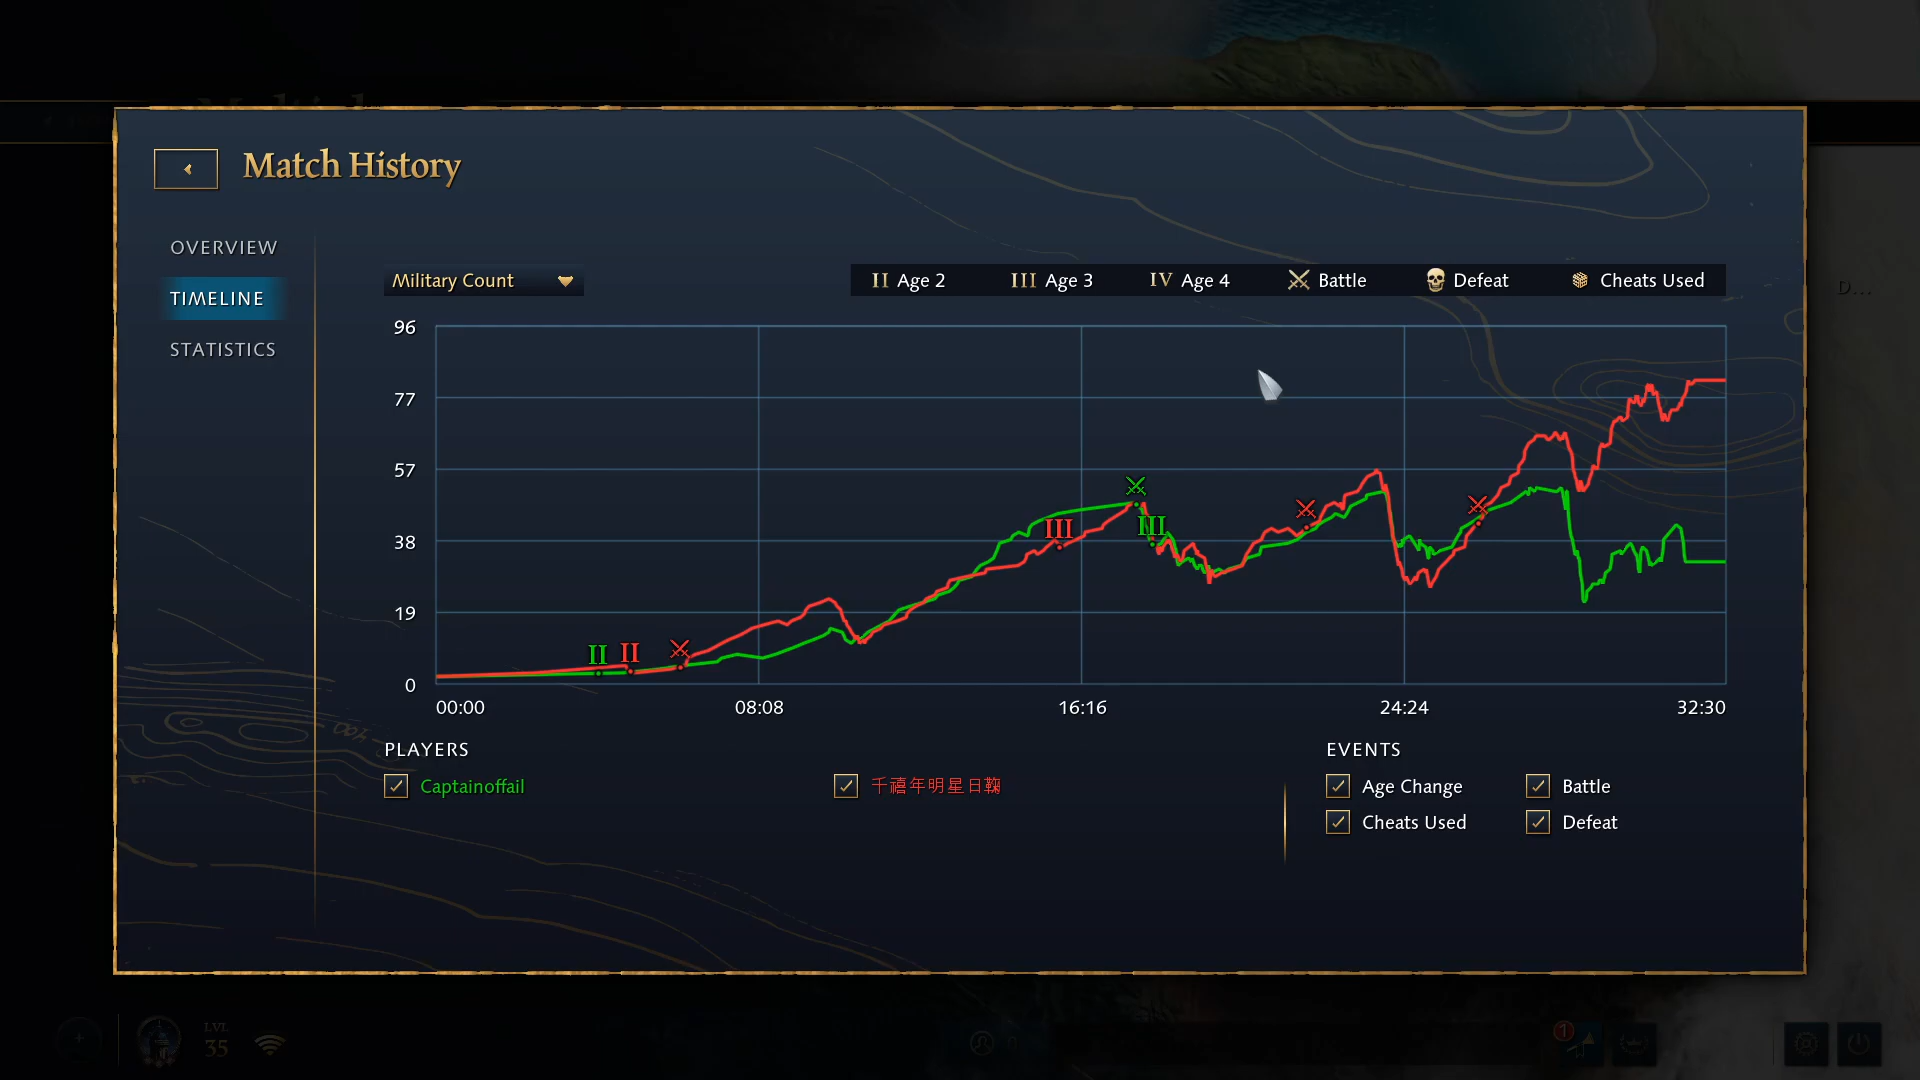 Match History
OVERVIEW
TIMELINE
STATISTICS
Military Count
II Age 2
III Age 3
IV Age 4
Battle
Defeat
Cheats Used
96
77
57
38
19
0
II
II
III
III
00:00
08:08
16:16
24:24
32:30
PLAYERS
Captainoffail
千禧年明星日鞠
EVENTS
Age Change
Battle
Cheats Used
Defeat
D...
LVL
35
1